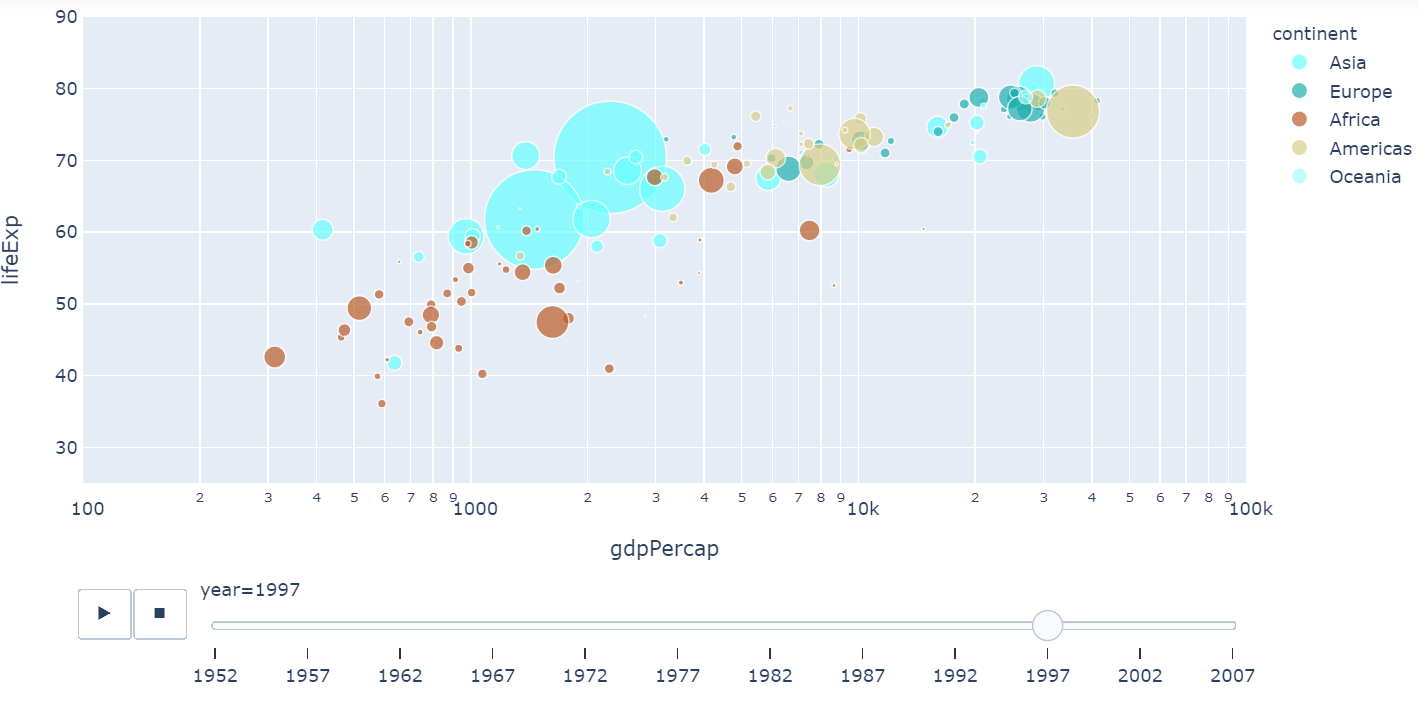 90
80
70
60
50
40
30
lifeExp
100 2 3 4 5 6 7 8 9 1000 2 3 4 5 6 7 8 9 10k 2 3 4 5 6 7 8 9 100k
gdpPercap
continent
Asia
Europe
Africa
Americas
Oceania
year=1997
1952 1957 1962 1967 1972 1977 1982 1987 1992 1997 2002 2007